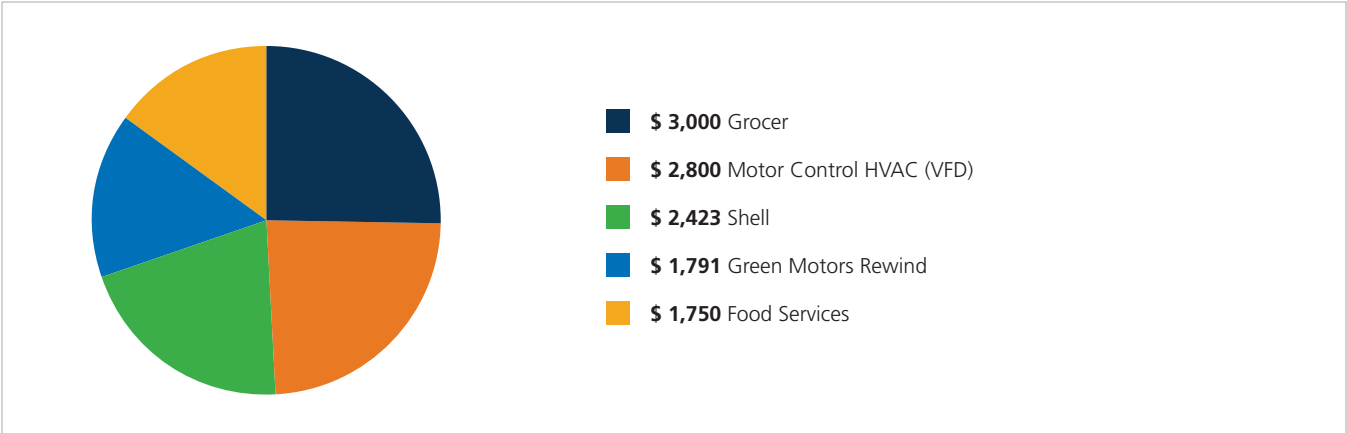 $ 3,000 Grocer
$ 2,800 Motor Control HVAC (VFD)
$ 2,423 Shell
$ 1,791 Green Motors Rewind
$ 1,750 Food Services